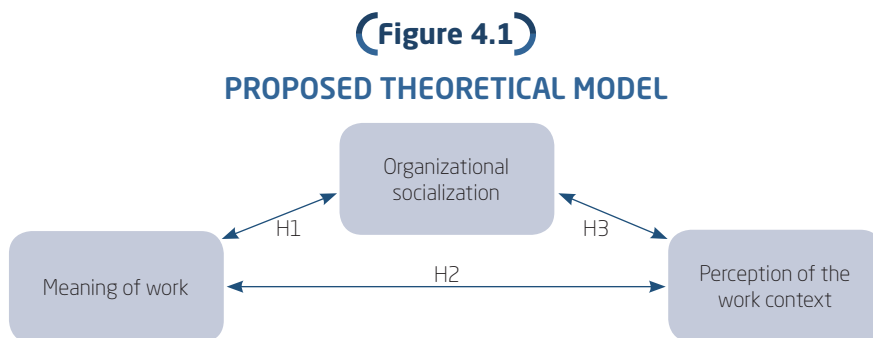 (Figure 4.1)
PROPOSED THEORETICAL MODEL
Organizational
socialization
H1
H3
H2
Meaning of work
Perception of the
work context